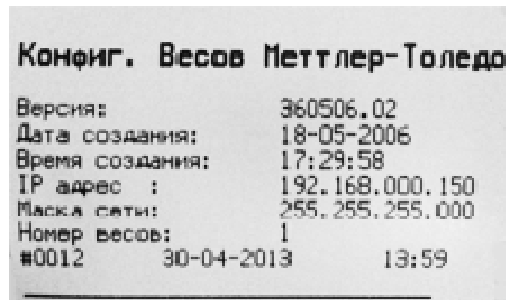 Конфиг. Весов Меттлер-Толедо
Версия: 360506.02
Дата создания: 18-05-2006
Время создания: 17:29:58
IP адрес : 192.168.000.150
Маска сети: 255.255.255.000
Номер весов: 1
#0012 30-04-2013 13:59